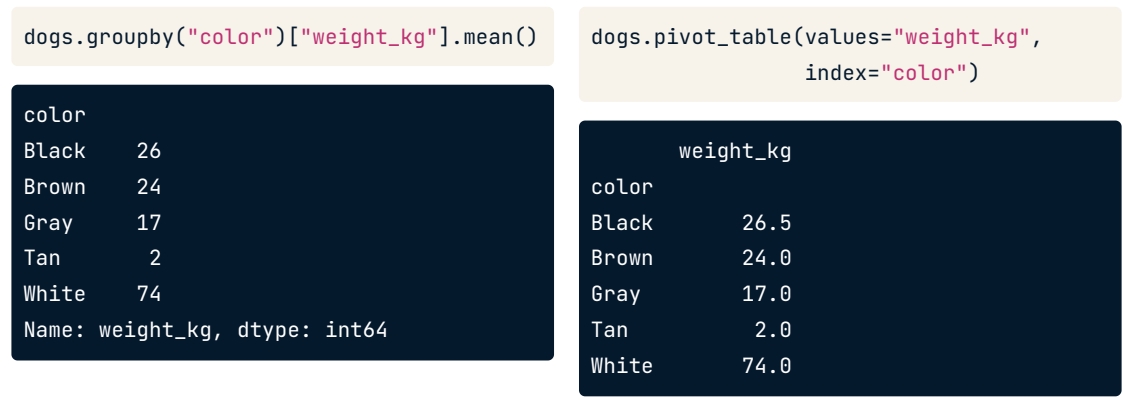 dogs.groupby("color")["weight_kg"].mean()
color
Black    26
Brown    24
Gray     17
Tan       2
White    74
Name: weight_kg, dtype: int64
dogs.pivot_table(values="weight_kg",
                 index="color")
       weight_kg
color
Black       26.5
Brown       24.0
Gray        17.0
Tan          2.0
White       74.0